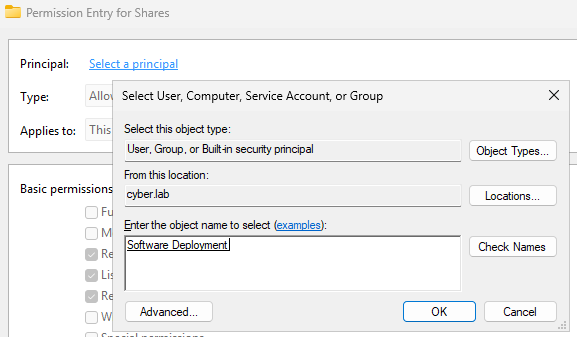 Permission Entry for Shares
Principal: Select a principal
Type: Allow
Applies to: This
Select User, Computer, Service Account, or Group
Select this object type:
User, Group, or Built-in security principal
Object Types...
From this location:
cyber.lab
Locations...
Enter the object name to select (examples):
Software Deployment
Check Names
Advanced...
OK
Cancel
Basic permissions
Fu
M
Re
Lis
Re
W
Special permissions